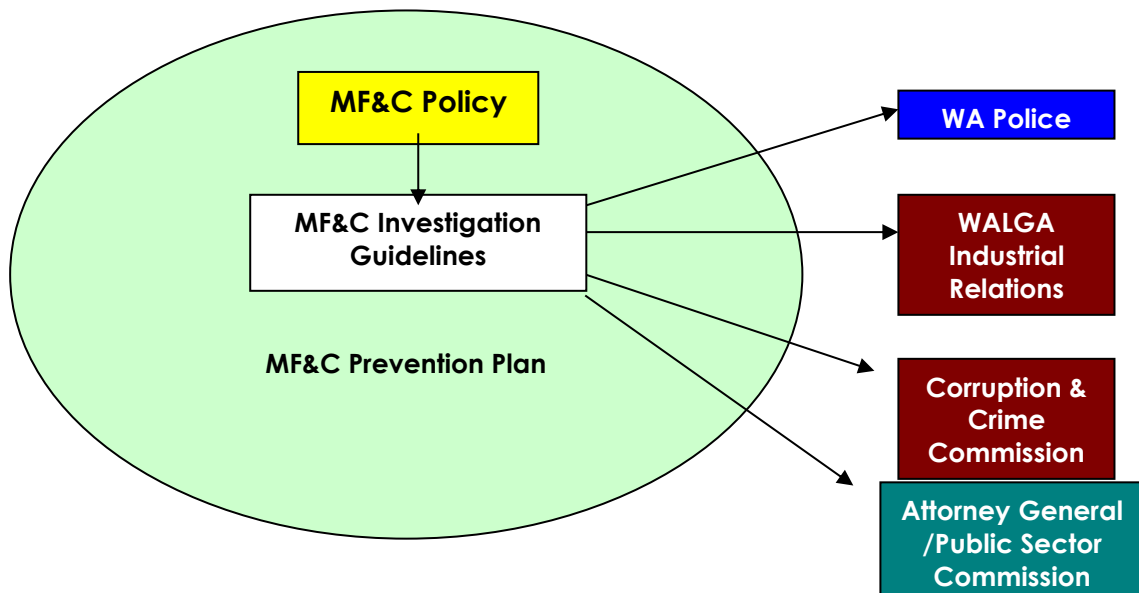 MF&C Policy
MF&C Investigation
Guidelines
MF&C Prevention Plan
WA Police
WALGA
Industrial
Relations
Corruption &
Crime
Commission
Attorney General
/Public Sector
Commission